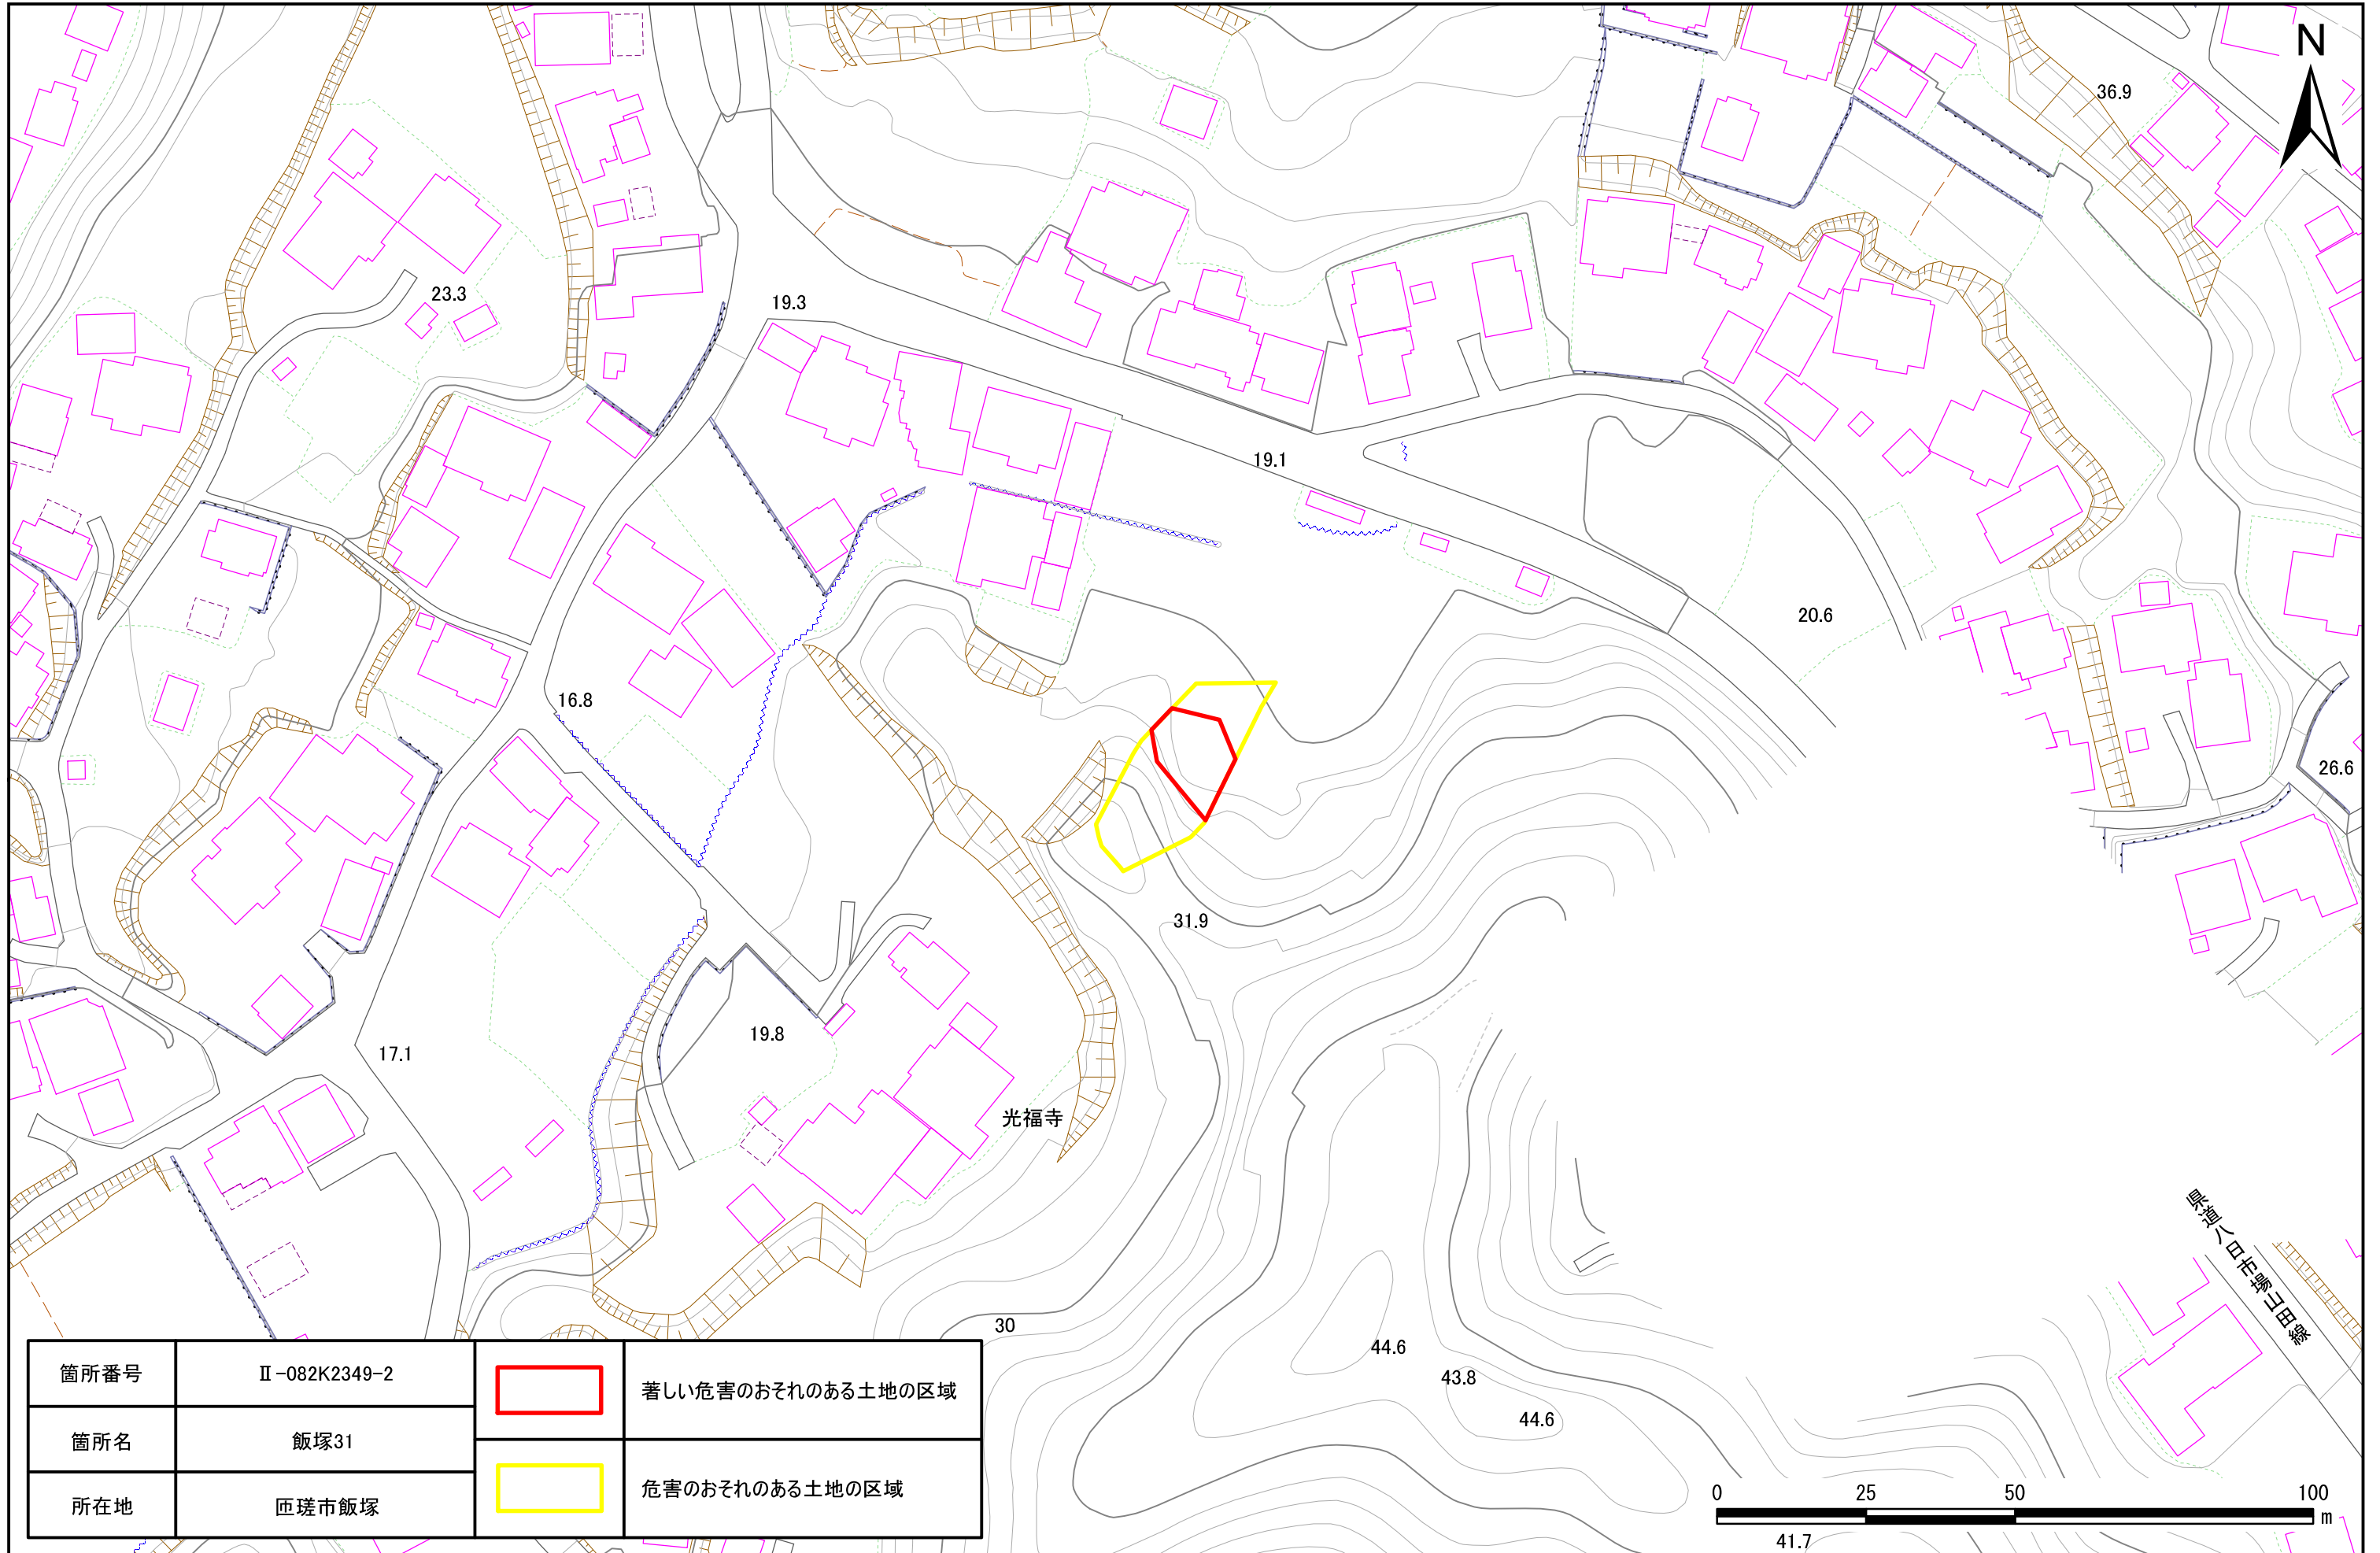 N
36.9
23.3
19.3
19.1
20.6
16.8
26.6
31.9
19.8
17.1
光福寺
県道八日市場山田線
30
44.6
43.8
44.6
箇所番号 Ⅱ-082K2349-2
著しい危害のおそれのある土地の区域
箇所名 飯塚31
危害のおそれのある土地の区域
所在地 匝瑳市飯塚
0 25 50 100
m
41.7